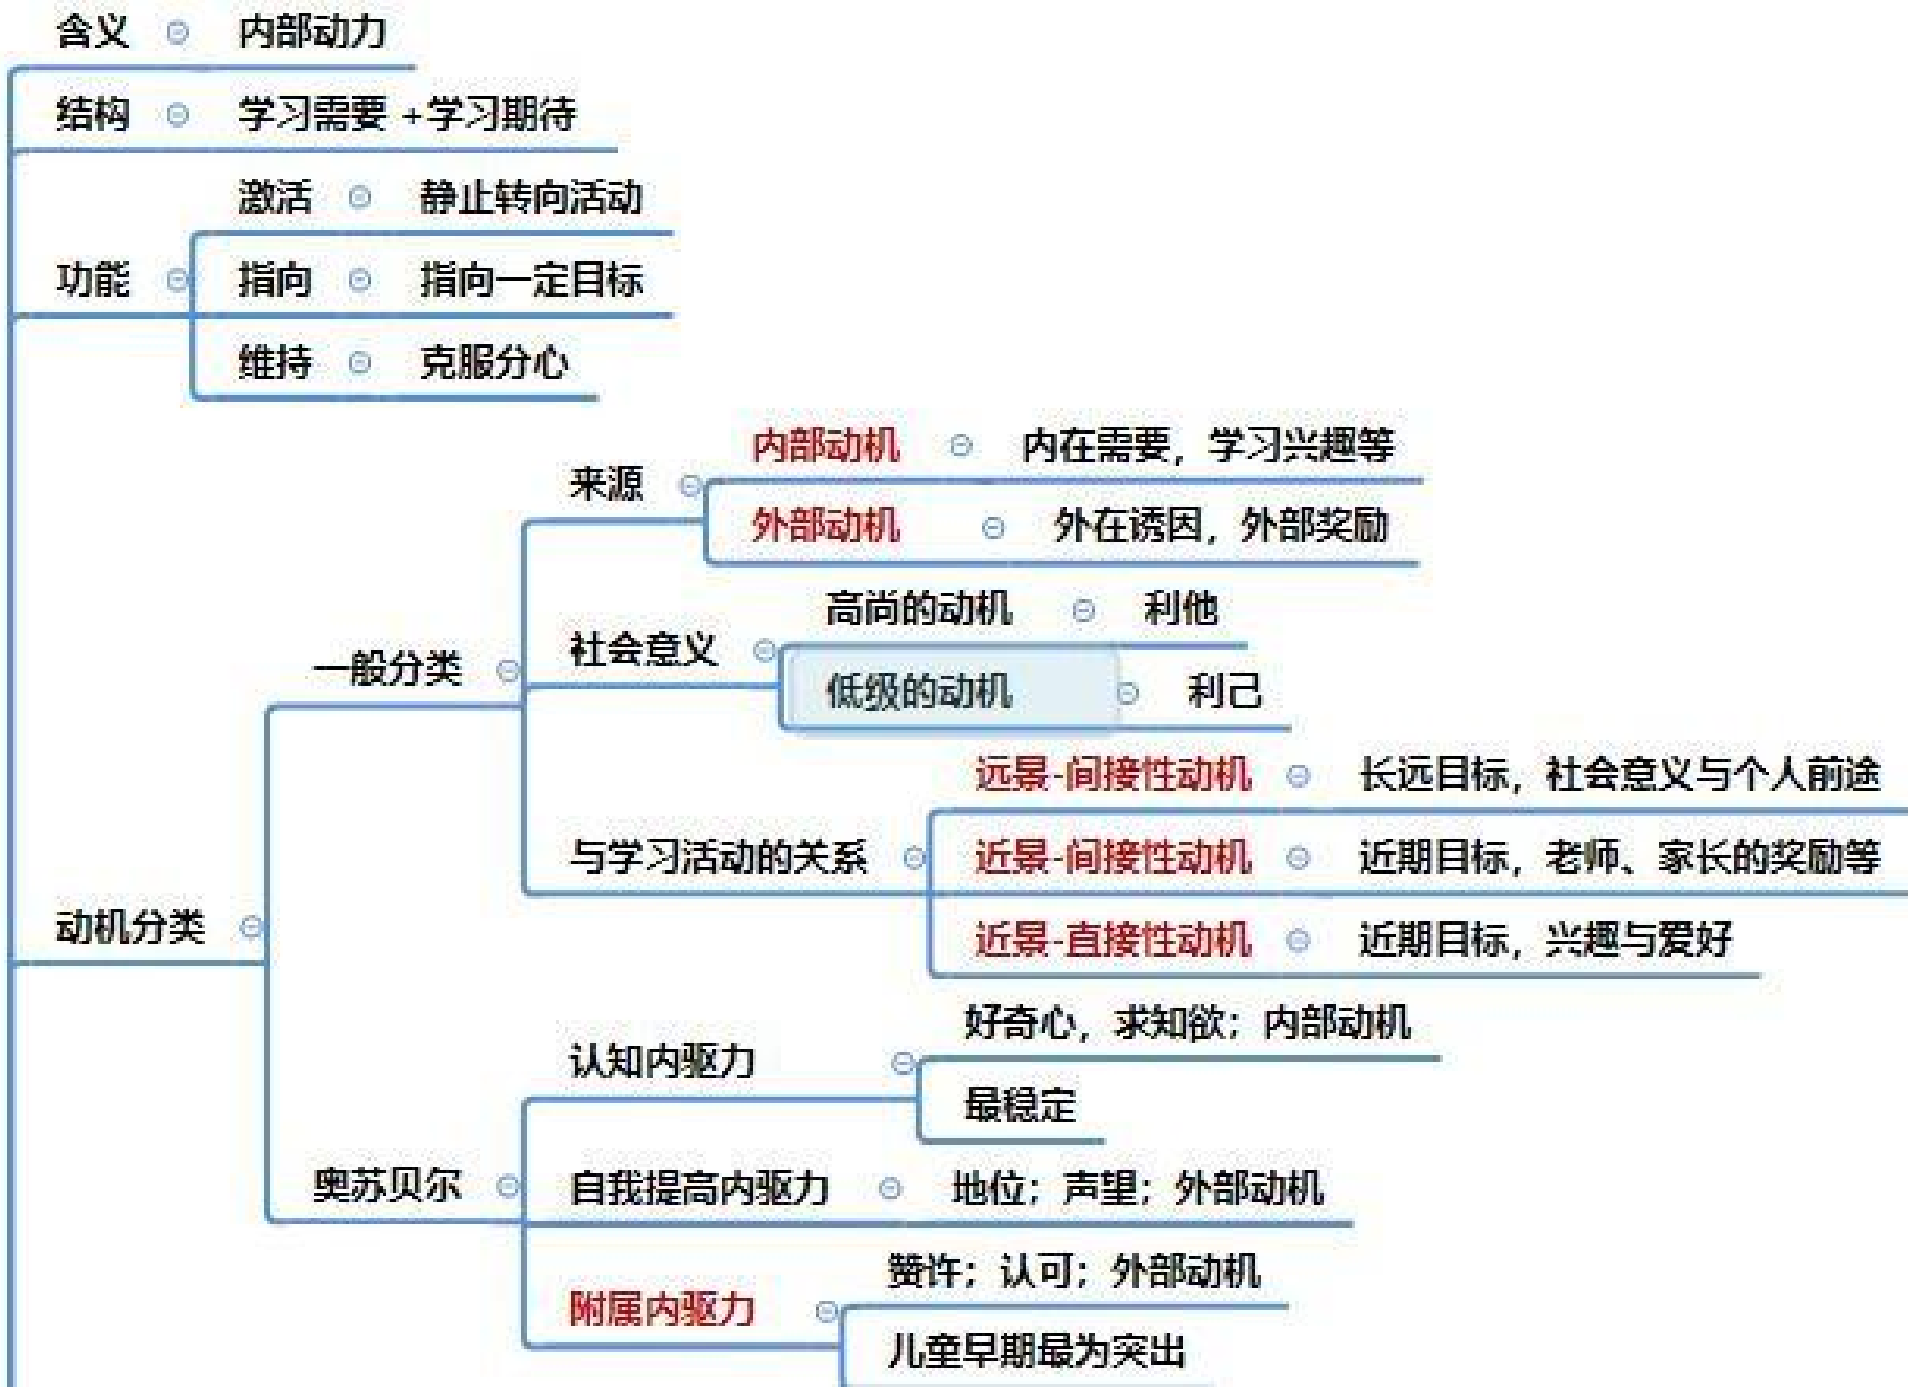 含义 内部动力
结构 学习需要 +学习期待
功能
激活 静止转向活动
指向 指向一定目标
维持 克服分心
动机分类
一般分类
来源
内部动机 内在需要，学习兴趣等
外部动机 外在诱因，外部奖励
社会意义
高尚的动机 利他
低级的动机 利己
与学习活动的关系
远景-间接性动机 长远目标，社会意义与个人前途
近景-间接性动机 近期目标，老师、家长的奖励等
近景-直接性动机 近期目标，兴趣与爱好
奥苏贝尔
认知内驱力
好奇心，求知欲；内部动机
最稳定
自我提高内驱力 地位；声望；外部动机
附属内驱力
赞许；认可；外部动机
儿童早期最为突出